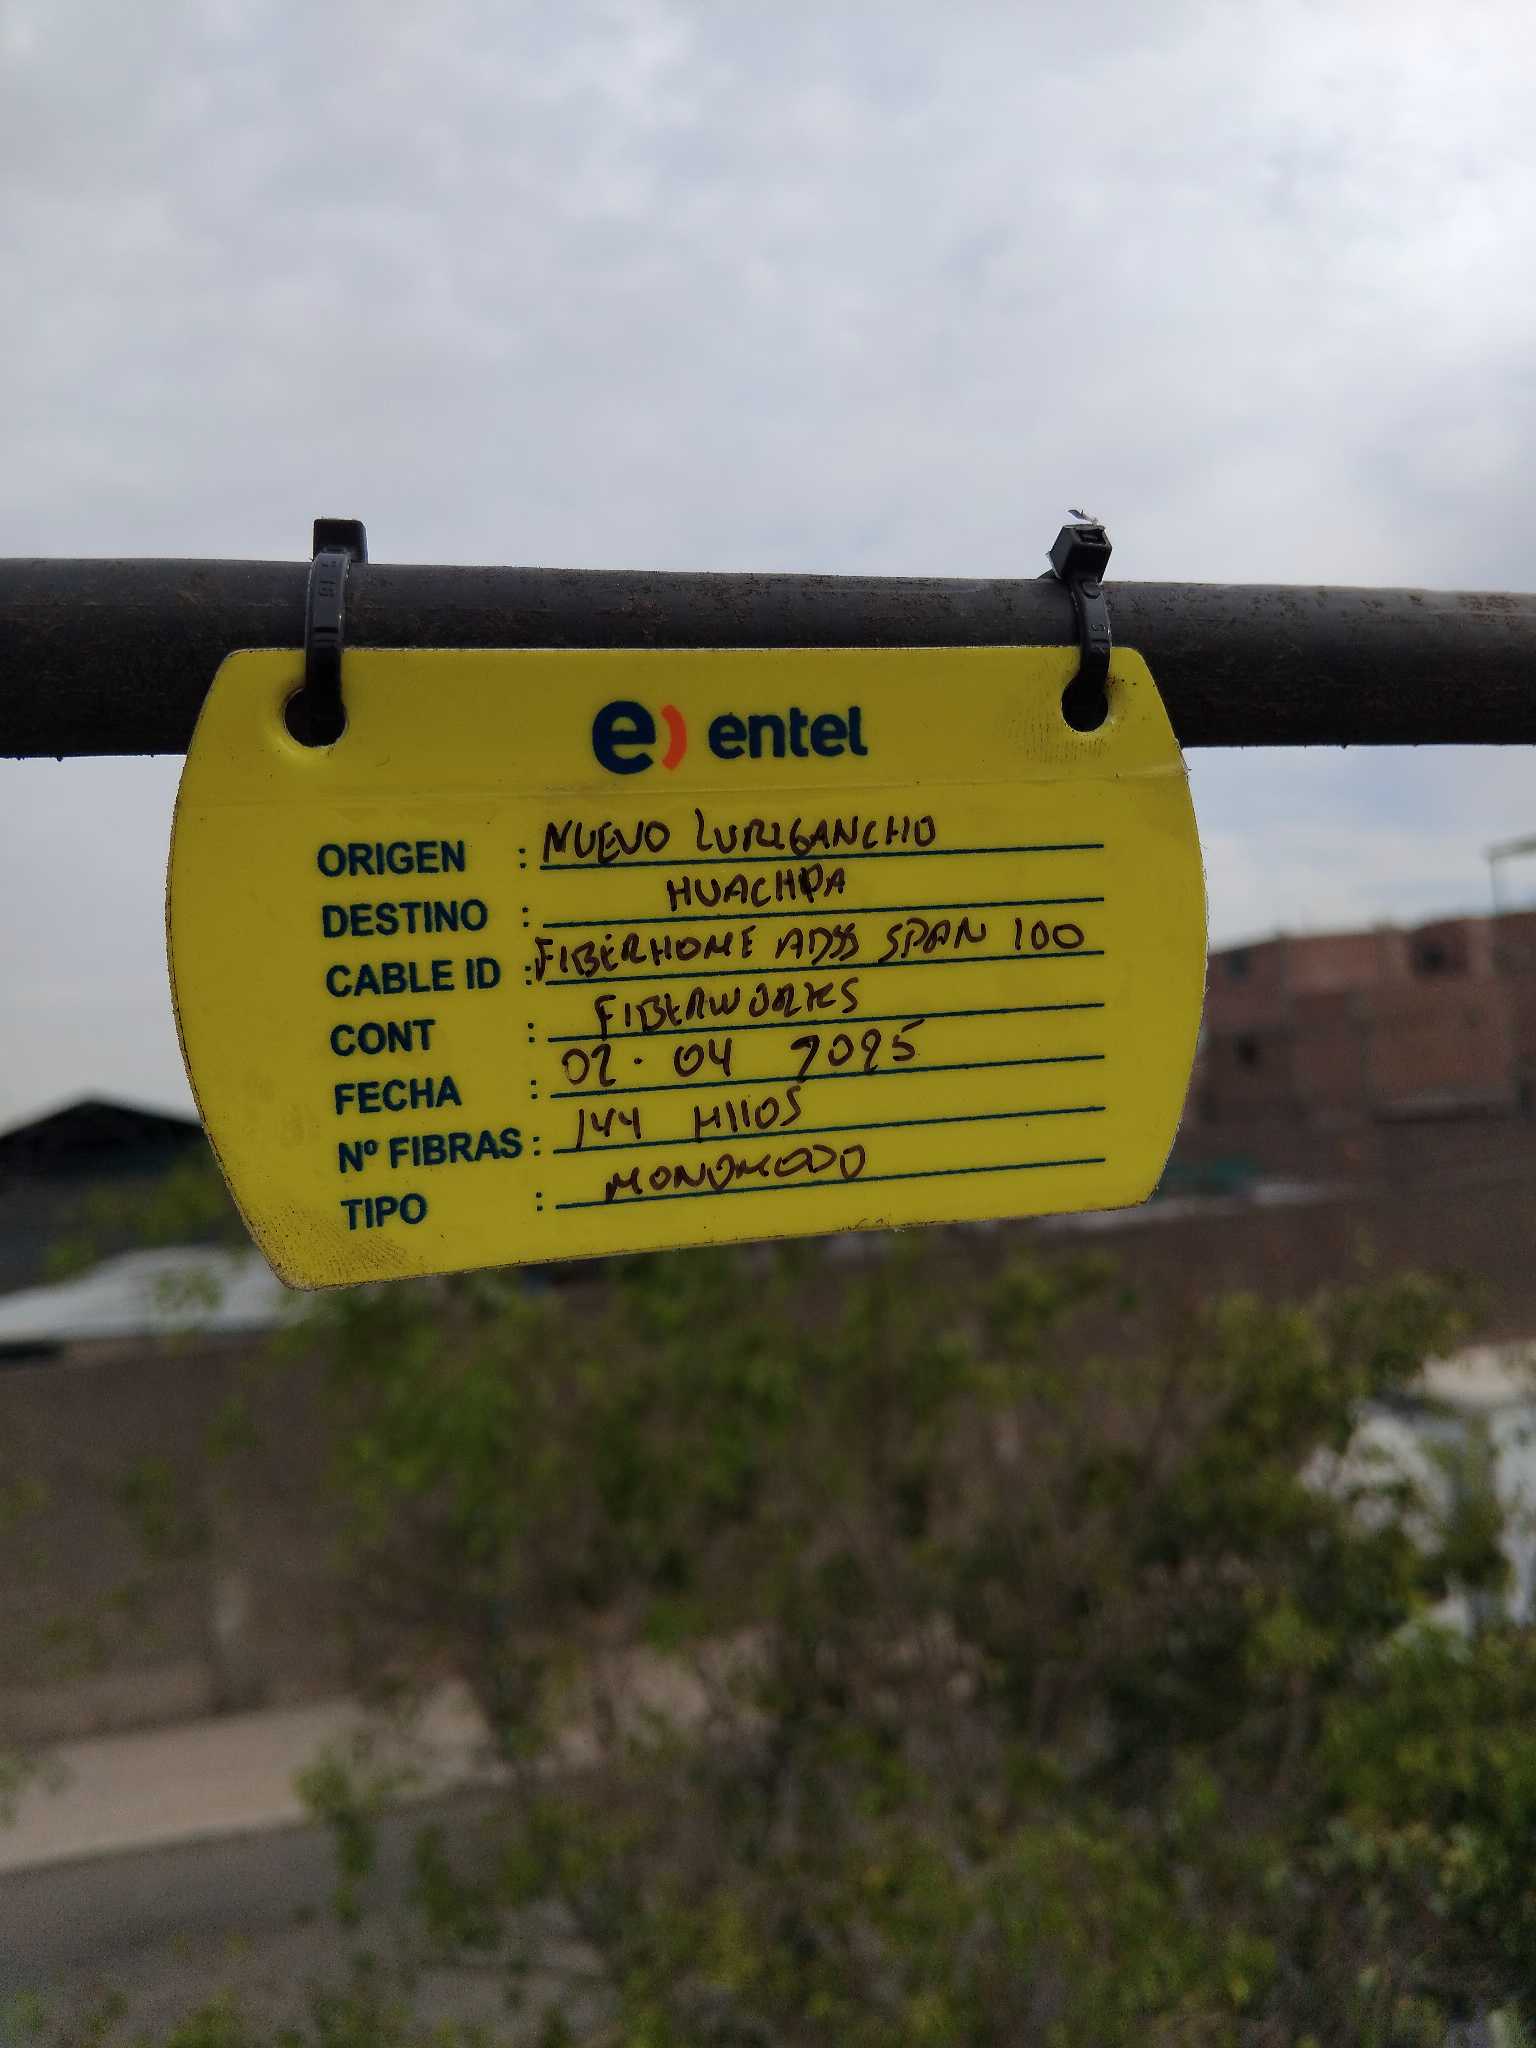 e) entel
ORIGEN : NUEVO LURIGANCHO
DESTINO : HUACHIPA
CABLE ID : FIBERHOME ADSS SPAN 100
CONT : FIBERWORKS
FECHA : 02. 04 2025
Nº FIBRAS : 144 HILOS
TIPO : MONOMODO